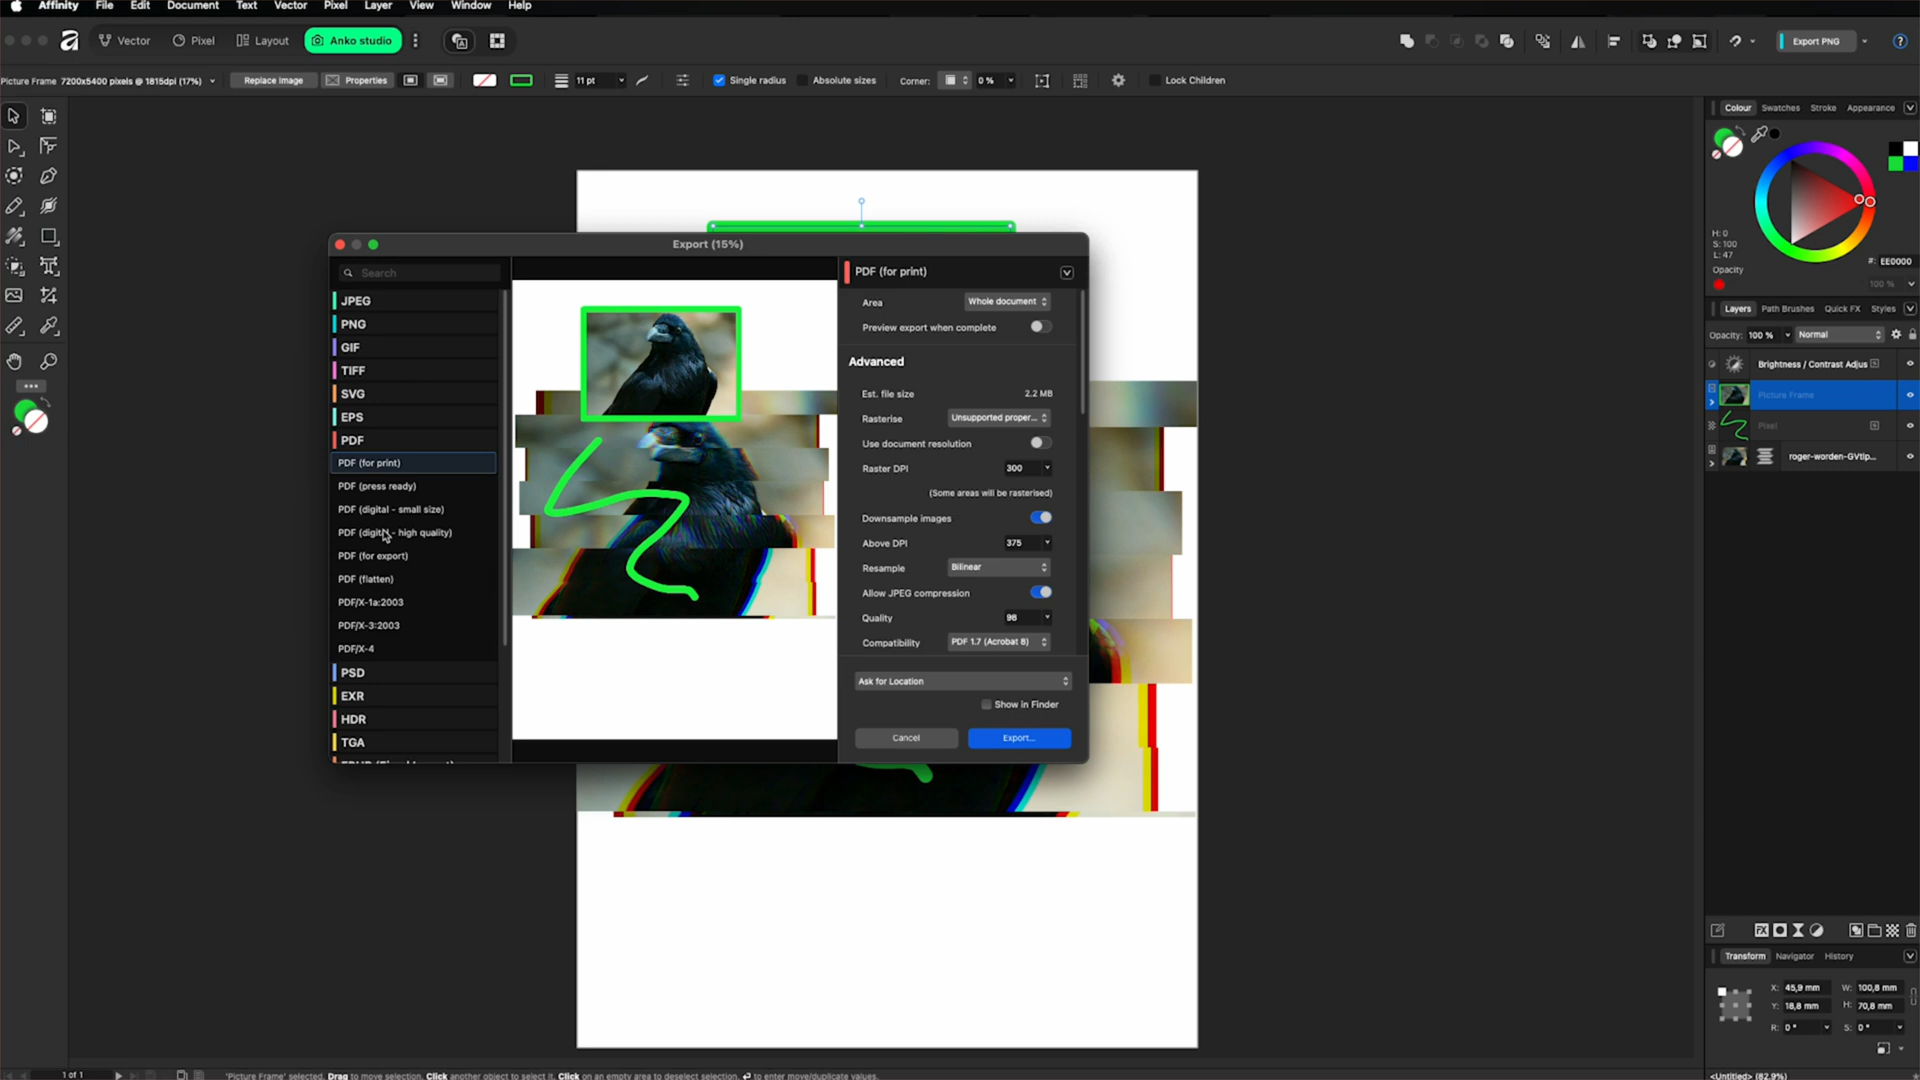 Affinity File Edit Document Text Vector Pixel Layer View Window Help
Vector Pixel Layout Anko studio Export PNG
Picture Frame 7200x5400 pixels @ 1815dpi (17%) Replace Image Properties 11 pt Single radius Absolute sizes Corner: 0 % Lock Children
Colour Swatches Stroke Appearance
H: 0
S: 100
L: 47
#: EE0000
Opacity
100 %
Layers Path Brushes Quick FX Styles
Opacity: 100 % Normal
Brightness / Contrast Adjus
Picture Frame
Pixel
roger-worden-GVtlp...
Export (15%)
Search
JPEG
PNG
GIF
TIFF
SVG
EPS
PDF
PDF (for print)
PDF (press ready)
PDF (digital - small size)
PDF (digital - high quality)
PDF (for export)
PDF (flatten)
PDF/X-1a:2003
PDF/X-3:2003
PDF/X-4
PSD
EXR
HDR
TGA
PDF (for print)
Area Whole document
Preview export when complete
Advanced
Est. file size 2.2 MB
Rasterise Unsupported proper...
Use document resolution
Raster DPI 300
(Some areas will be rasterised)
Downsample images
Above DPI 375
Resample Bilinear
Allow JPEG compression
Quality 98
Compatibility PDF 1.7 (Acrobat 8)
Ask for Location
Show in Finder
Cancel Export...
Transform Navigator History
X: 45,9 mm W: 100,8 mm
Y: 18,8 mm H: 70,8 mm
R: 0 ° S: 0 °
1 of 1 'Picture Frame' selected. Drag to move selection. Click another object to select it. Click on an empty area to deselect selection. ↵ to enter move/duplicate values.
<Untitled> (82.9%)